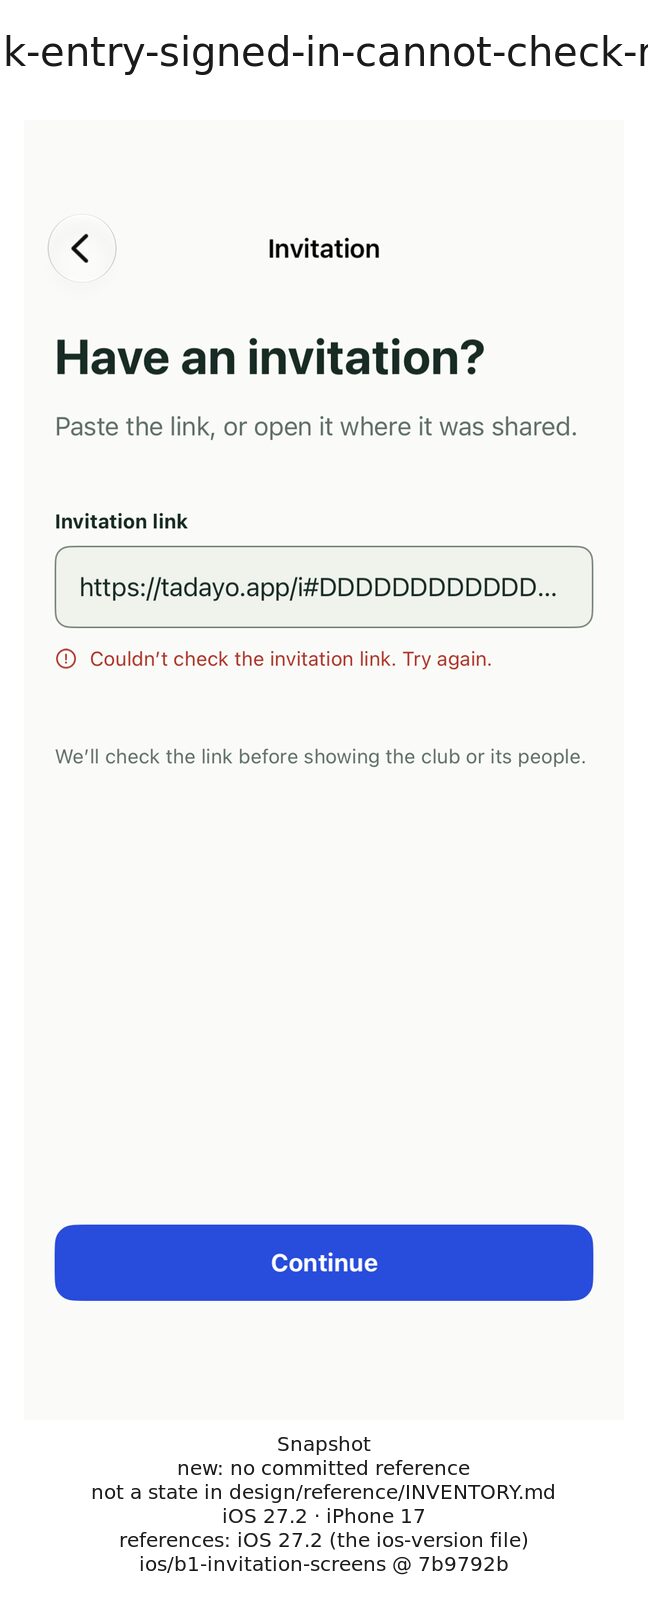 k-entry-signed-in-cannot-check-r
Invitation
Have an invitation?
Paste the link, or open it where it was shared.
Invitation link
https://tadayo.app/i#DDDDDDDDDDDD...
Couldn’t check the invitation link. Try again.
We’ll check the link before showing the club or its people.
Continue
Snapshot
new: no committed reference
not a state in design/reference/INVENTORY.md
iOS 27.2 · iPhone 17
references: iOS 27.2 (the ios-version file)
ios/b1-invitation-screens @ 7b9792b